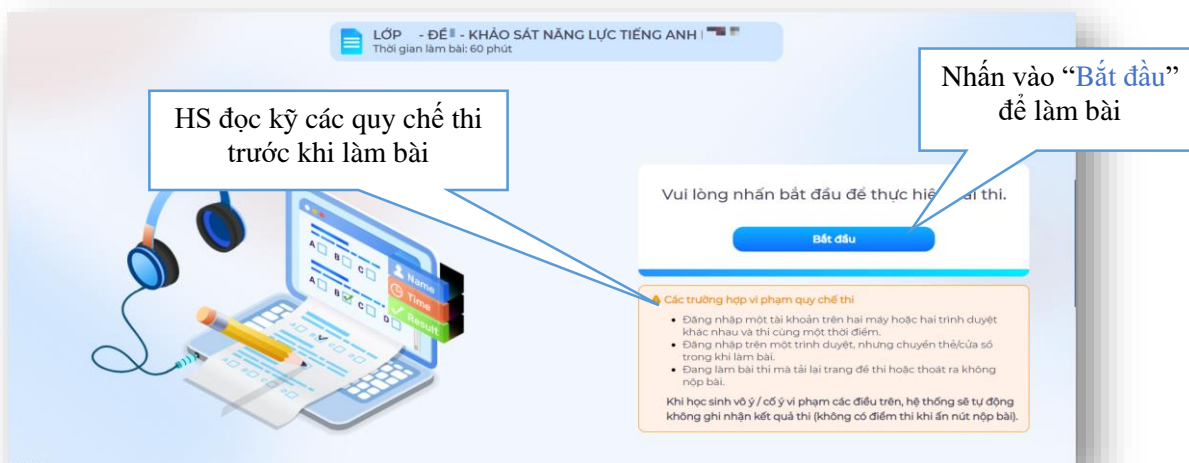 LỚP - ĐỀ - KHẢO SÁT NĂNG LỰC TIẾNG ANH
Thời gian làm bài: 60 phút
Nhấn vào “Bắt đầu”
để làm bài
HS đọc kỹ các quy chế thi
trước khi làm bài
Vui lòng nhấn bắt đầu để thực hiện thi.
Bắt đầu
Các trường hợp vi phạm quy chế thi
Đăng nhập một tài khoản trên hai máy hoặc hai trình duyệt
khác nhau và thi cùng một thời điểm.
Đăng nhập trên một trình duyệt, nhưng chuyển thẻ/cửa sổ
trong khi làm bài.
Đang làm bài thi mà tải lại trang đề thi hoặc thoát ra không
nộp bài.
Khi học sinh vô ý / cố ý vi phạm các điều trên, hệ thống sẽ tự động
không ghi nhận kết quả thi (không có điểm thi khi ấn nút nộp bài).
A B C
A B C D
Name
Time
Result